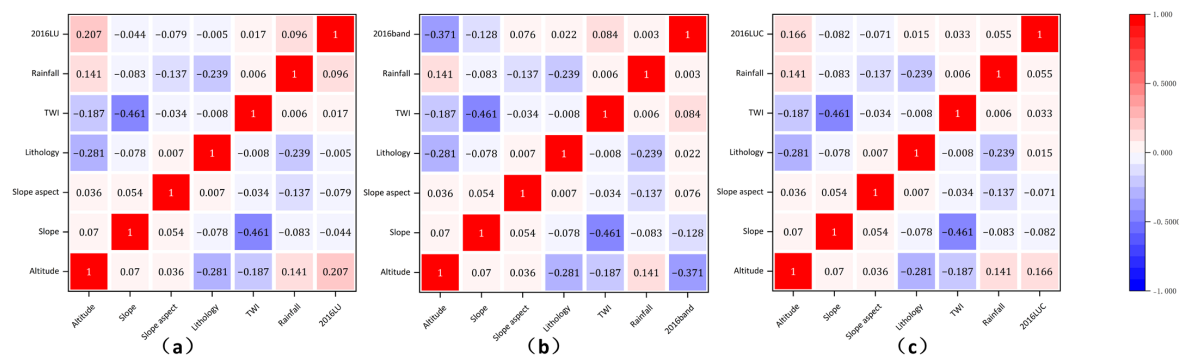 2016LU 0.207 −0.044 −0.079 −0.005 0.017 0.096 1
Rainfall 0.141 −0.083 −0.137 −0.239 0.006 1 0.096
TWI −0.187 −0.461 −0.034 −0.008 1 0.006 0.017
Lithology −0.281 −0.078 0.007 1 −0.008 −0.239 −0.005
Slope aspect 0.036 0.054 1 0.007 −0.034 −0.137 −0.079
Slope 0.07 1 0.054 −0.078 −0.461 −0.083 −0.044
Altitude 1 0.07 0.036 −0.281 −0.187 0.141 0.207
Altitude Slope Slope aspect Lithology TWI Rainfall 2016LU
(a)
2016band −0.371 −0.128 0.076 0.022 0.084 0.003 1
Rainfall 0.141 −0.083 −0.137 −0.239 0.006 1 0.003
TWI −0.187 −0.461 −0.034 −0.008 1 0.006 0.084
Lithology −0.281 −0.078 0.007 1 −0.008 −0.239 0.022
Slope aspect 0.036 0.054 1 0.007 −0.034 −0.137 0.076
Slope 0.07 1 0.054 −0.078 −0.461 −0.083 −0.128
Altitude 1 0.07 0.036 −0.281 −0.187 0.141 −0.371
Altitude Slope Slope aspect Lithology TWI Rainfall 2016band
(b)
2016LUC 0.166 −0.082 −0.071 0.015 0.033 0.055 1
Rainfall 0.141 −0.083 −0.137 −0.239 0.006 1 0.055
TWI −0.187 −0.461 −0.034 −0.008 1 0.006 0.033
Lithology −0.281 −0.078 0.007 1 −0.008 −0.239 0.015
Slope aspect 0.036 0.054 1 0.007 −0.034 −0.137 −0.071
Slope 0.07 1 0.054 −0.078 −0.461 −0.083 −0.082
Altitude 1 0.07 0.036 −0.281 −0.187 0.141 0.166
Altitude Slope Slope aspect Lithology TWI Rainfall 2016LUC
(c)
1.000
0.5000
0.000
−0.5000
−1.000